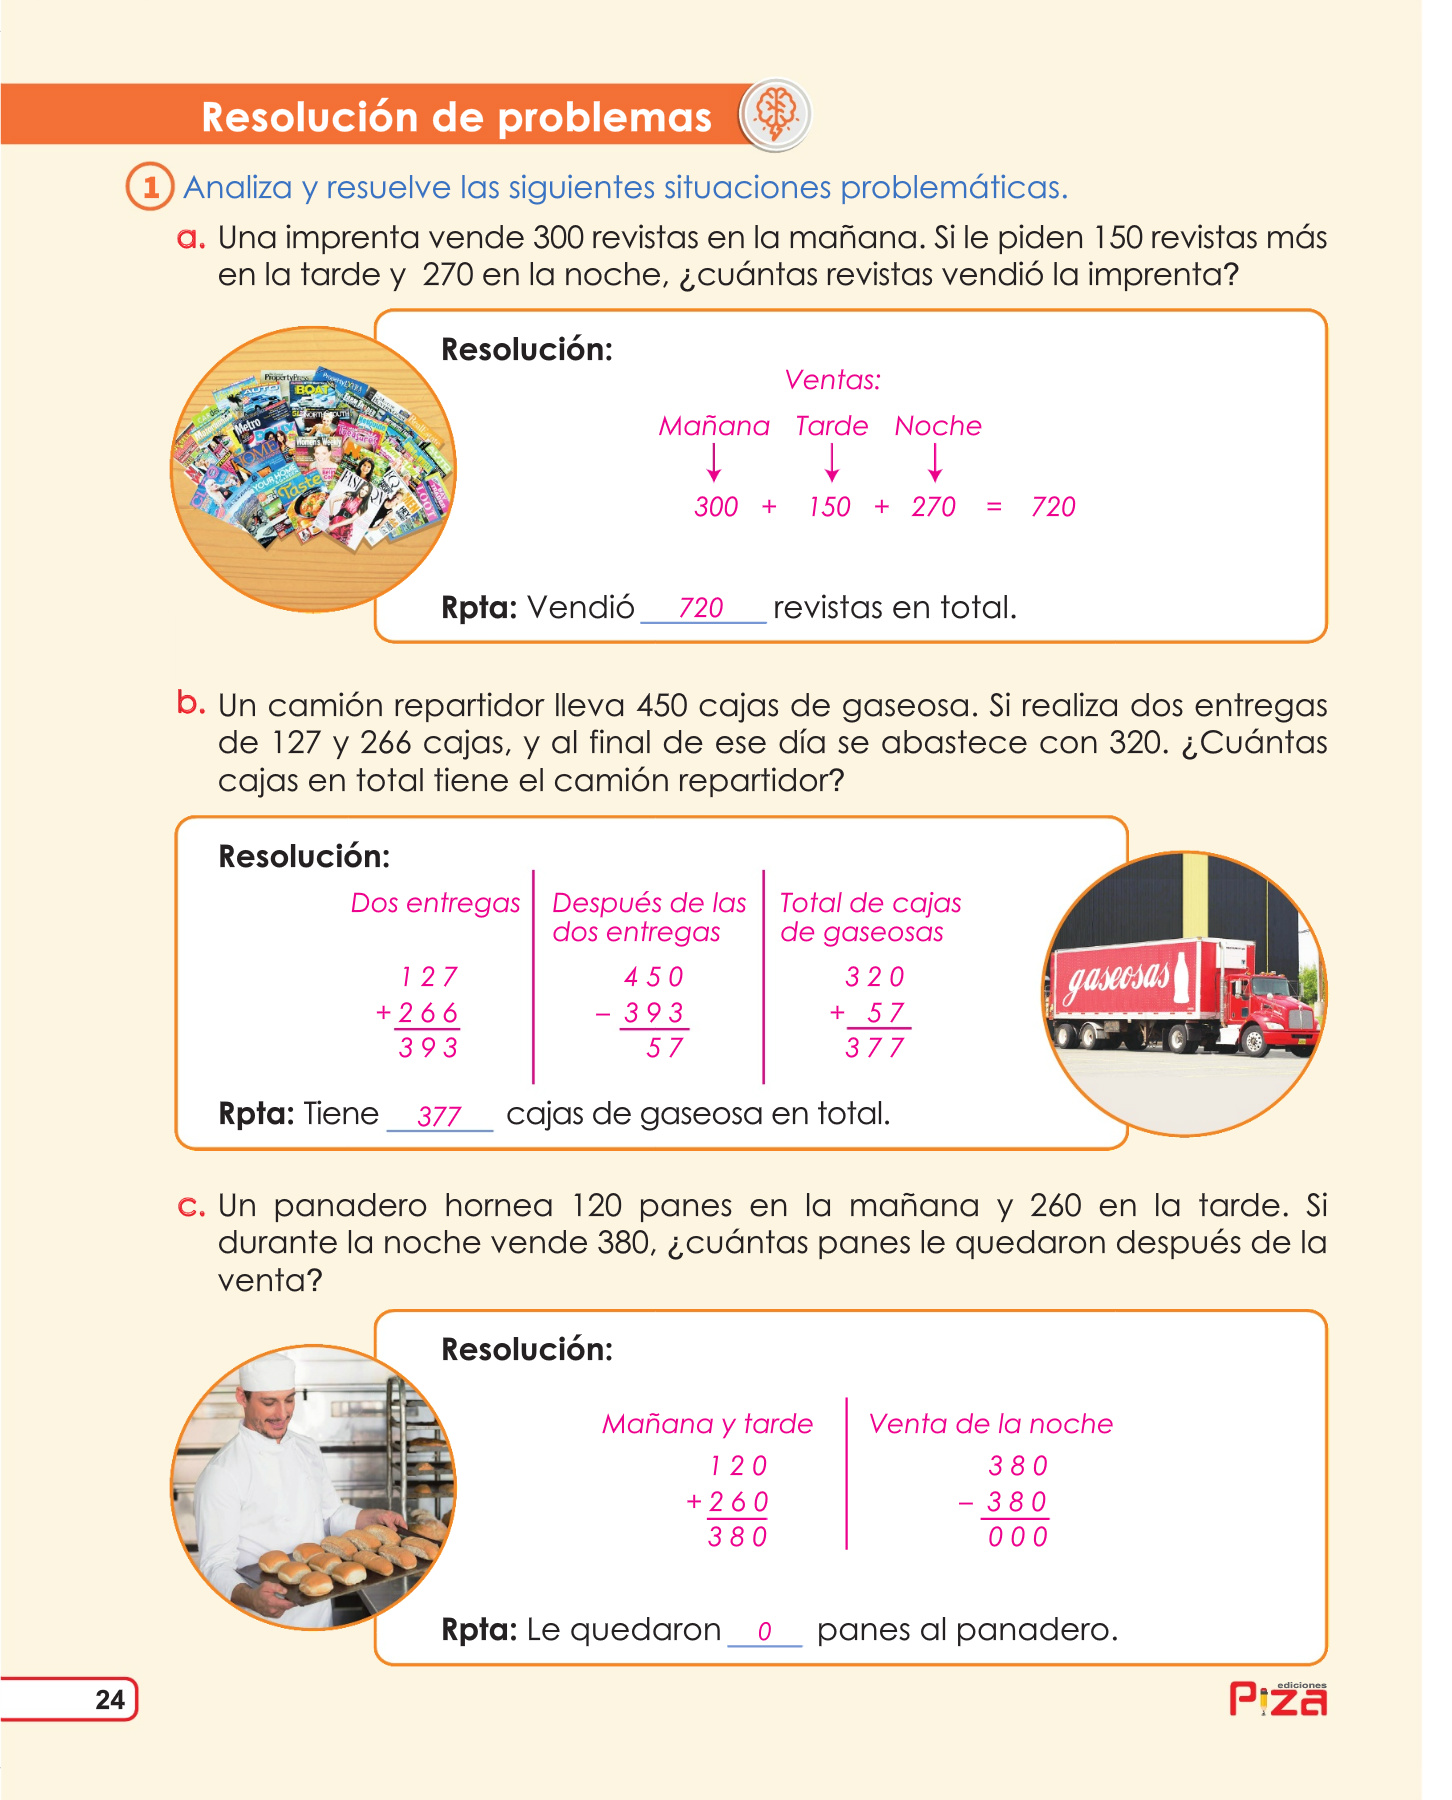 Resolución de problemas
1 Analiza y resuelve las siguientes situaciones problemáticas.
a. Una imprenta vende 300 revistas en la mañana. Si le piden 150 revistas más
en la tarde y 270 en la noche, ¿cuántas revistas vendió la imprenta?
Resolución:
Ventas:
Mañana Tarde Noche
300 + 150 + 270 = 720
Rpta: Vendió 720 revistas en total.
b. Un camión repartidor lleva 450 cajas de gaseosa. Si realiza dos entregas
de 127 y 266 cajas, y al final de ese día se abastece con 320. ¿Cuántas
cajas en total tiene el camión repartidor?
Resolución:
Dos entregas
127
+266
393
Después de las
dos entregas
450
– 393
57
Total de cajas
de gaseosas
320
+ 57
377
gaseosas
Rpta: Tiene 377 cajas de gaseosa en total.
c. Un panadero hornea 120 panes en la mañana y 260 en la tarde. Si
durante la noche vende 380, ¿cuántas panes le quedaron después de la
venta?
Resolución:
Mañana y tarde
120
+260
380
Venta de la noche
380
– 380
000
Rpta: Le quedaron 0 panes al panadero.
24
ediciones
Piza